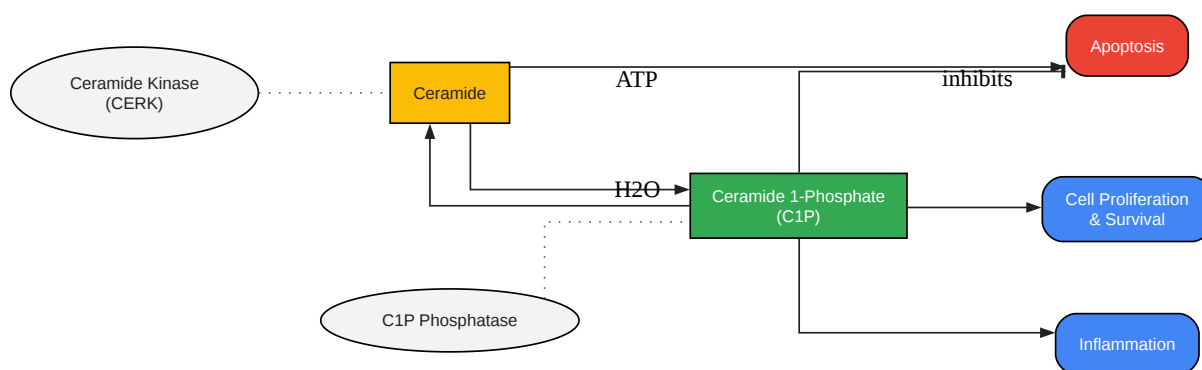 Apoptosis
ATP
inhibits
Ceramide Kinase
(CERK)
Ceramide
H2O
Ceramide 1-Phosphate
(C1P)
Cell Proliferation
& Survival
C1P Phosphatase
Inflammation